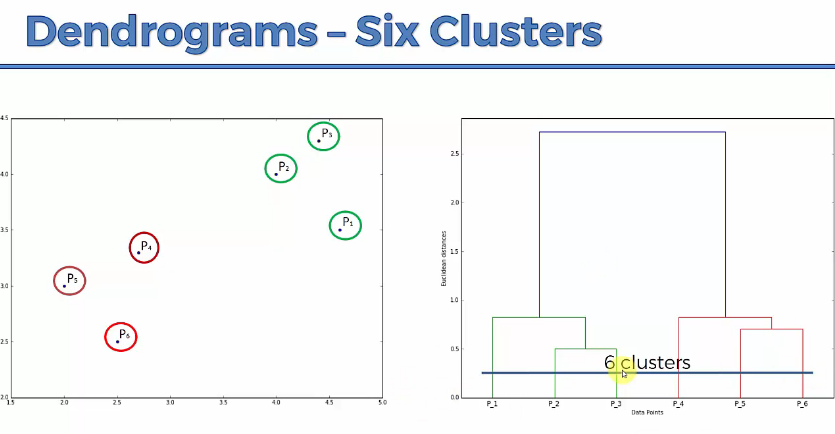 Dendrograms – Six Clusters
4.5
4.0
3.5
3.0
2.5
2.0
1.5
2.0
2.5
3.0
3.5
4.0
4.5
5.0
P₃
P₂
P₁
P₄
P₅
P₆
Euclidean distances
2.5
2.0
1.5
1.0
0.5
0.0
6 clusters
P_1
P_2
P_3
P_4
P_5
P_6
Data Points